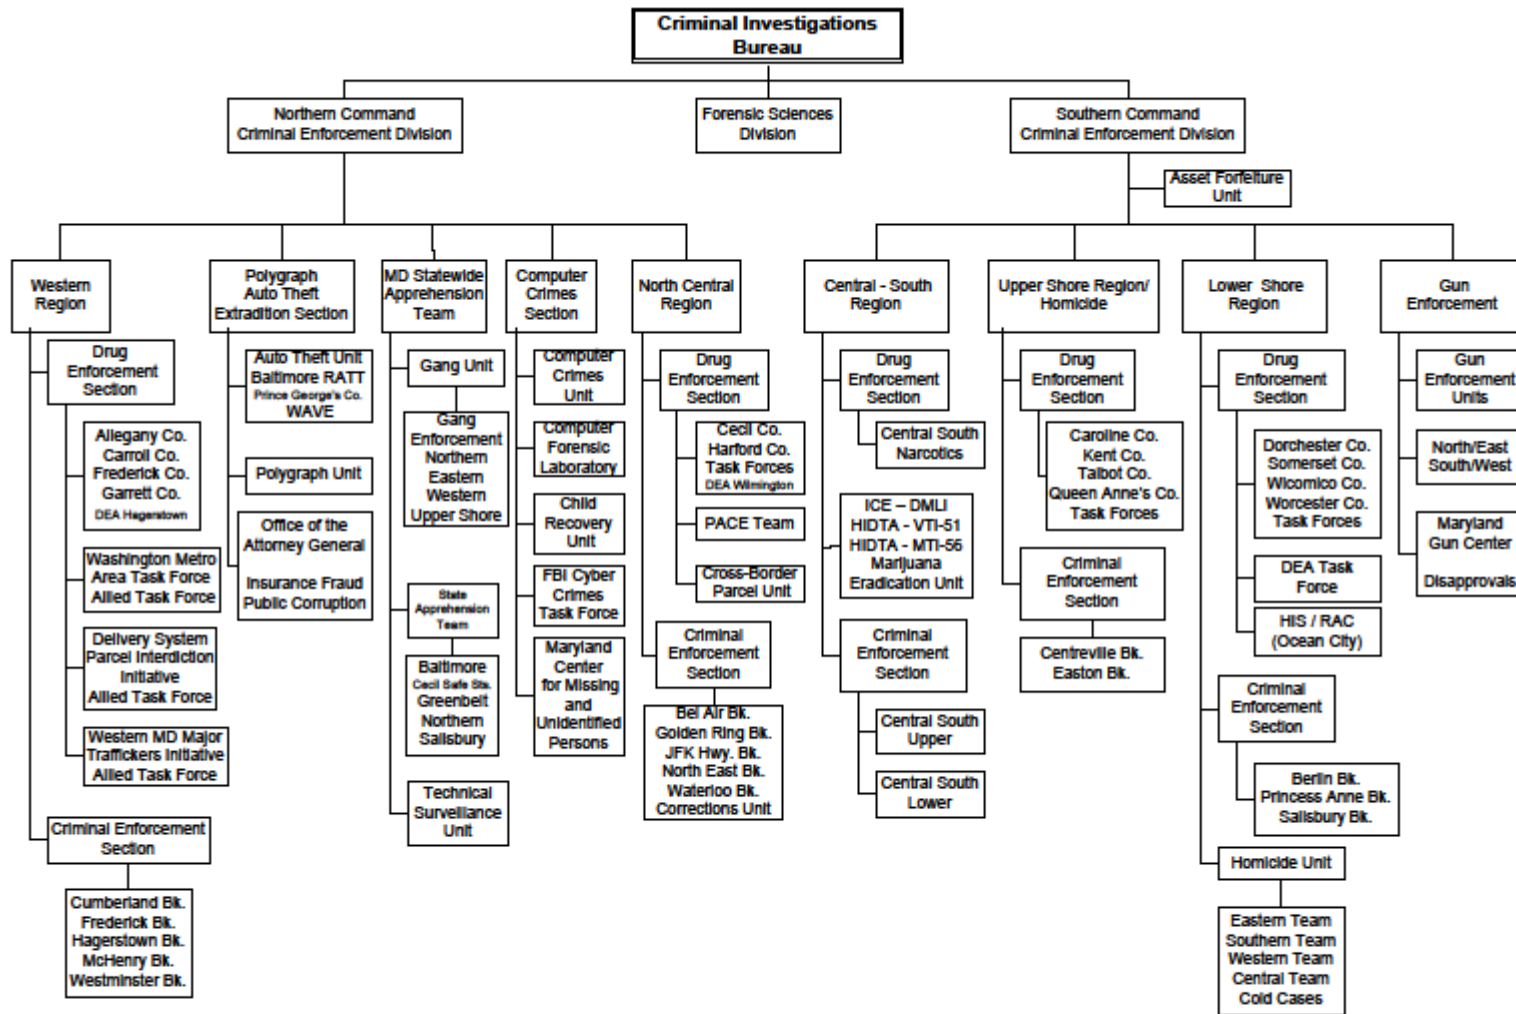 Criminal Investigations
Bureau
Northern Command
Criminal Enforcement Division
Forensic Sciences
Division
Southern Command
Criminal Enforcement Division
Asset Forfeiture
Unit
Western
Region
Polygraph
Auto Theft
Extradition Section
MD Statewide
Apprehension
Team
Computer
Crimes
Section
North Central
Region
Central - South
Region
Upper Shore Region/
Homicide
Lower Shore
Region
Gun
Enforcement
Drug
Enforcement
Section
Allegany Co.
Carroll Co.
Frederick Co.
Garrett Co.
DEA Hagerstown
Washington Metro
Area Task Force
Allied Task Force
Delivery System
Parcel Interdiction
Initiative
Allied Task Force
Western MD Major
Traffickers Initiative
Allied Task Force
Criminal Enforcement
Section
Cumberland Bk.
Frederick Bk.
Hagerstown Bk.
McHenry Bk.
Westminster Bk.
Auto Theft Unit
Baltimore RATT
Prince George's Co.
WAVE
Polygraph Unit
Office of the
Attorney General
Insurance Fraud
Public Corruption
Gang Unit
Gang
Enforcement
Northern
Eastern
Western
Upper Shore
State
Apprehension
Team
Baltimore
Cecil Safe Sts.
Greenbelt
Northern
Salisbury
Technical
Surveillance
Unit
Computer
Crimes
Unit
Computer
Forensic
Laboratory
Child
Recovery
Unit
FBI Cyber
Crimes
Task Force
Maryland
Center
for Missing
and
Unidentified
Persons
Drug
Enforcement
Section
Cecil Co.
Harford Co.
Task Forces
DEA Wilmington
PACE Team
Cross-Border
Parcel Unit
Criminal
Enforcement
Section
Bel Air Bk.
Golden Ring Bk.
JFK Hwy. Bk.
North East Bk.
Waterloo Bk.
Corrections Unit
Drug
Enforcement
Section
Central South
Narcotics
ICE – DMLI
HIDTA - VTI-51
HIDTA - MTI-56
Marijuana
Eradication Unit
Criminal
Enforcement
Section
Central South
Upper
Central South
Lower
Drug
Enforcement
Section
Caroline Co.
Kent Co.
Talbot Co.
Queen Anne's Co.
Task Forces
Criminal
Enforcement
Section
Centreville Bk.
Easton Bk.
Drug
Enforcement
Section
Dorchester Co.
Somerset Co.
Wicomico Co.
Worcester Co.
Task Forces
DEA Task
Force
HIS / RAC
(Ocean City)
Criminal
Enforcement
Section
Berlin Bk.
Princess Anne Bk.
Salisbury Bk.
Homicide Unit
Eastern Team
Southern Team
Western Team
Central Team
Cold Cases
Gun
Enforcement
Units
North/East
South/West
Maryland
Gun Center
Disapprovals